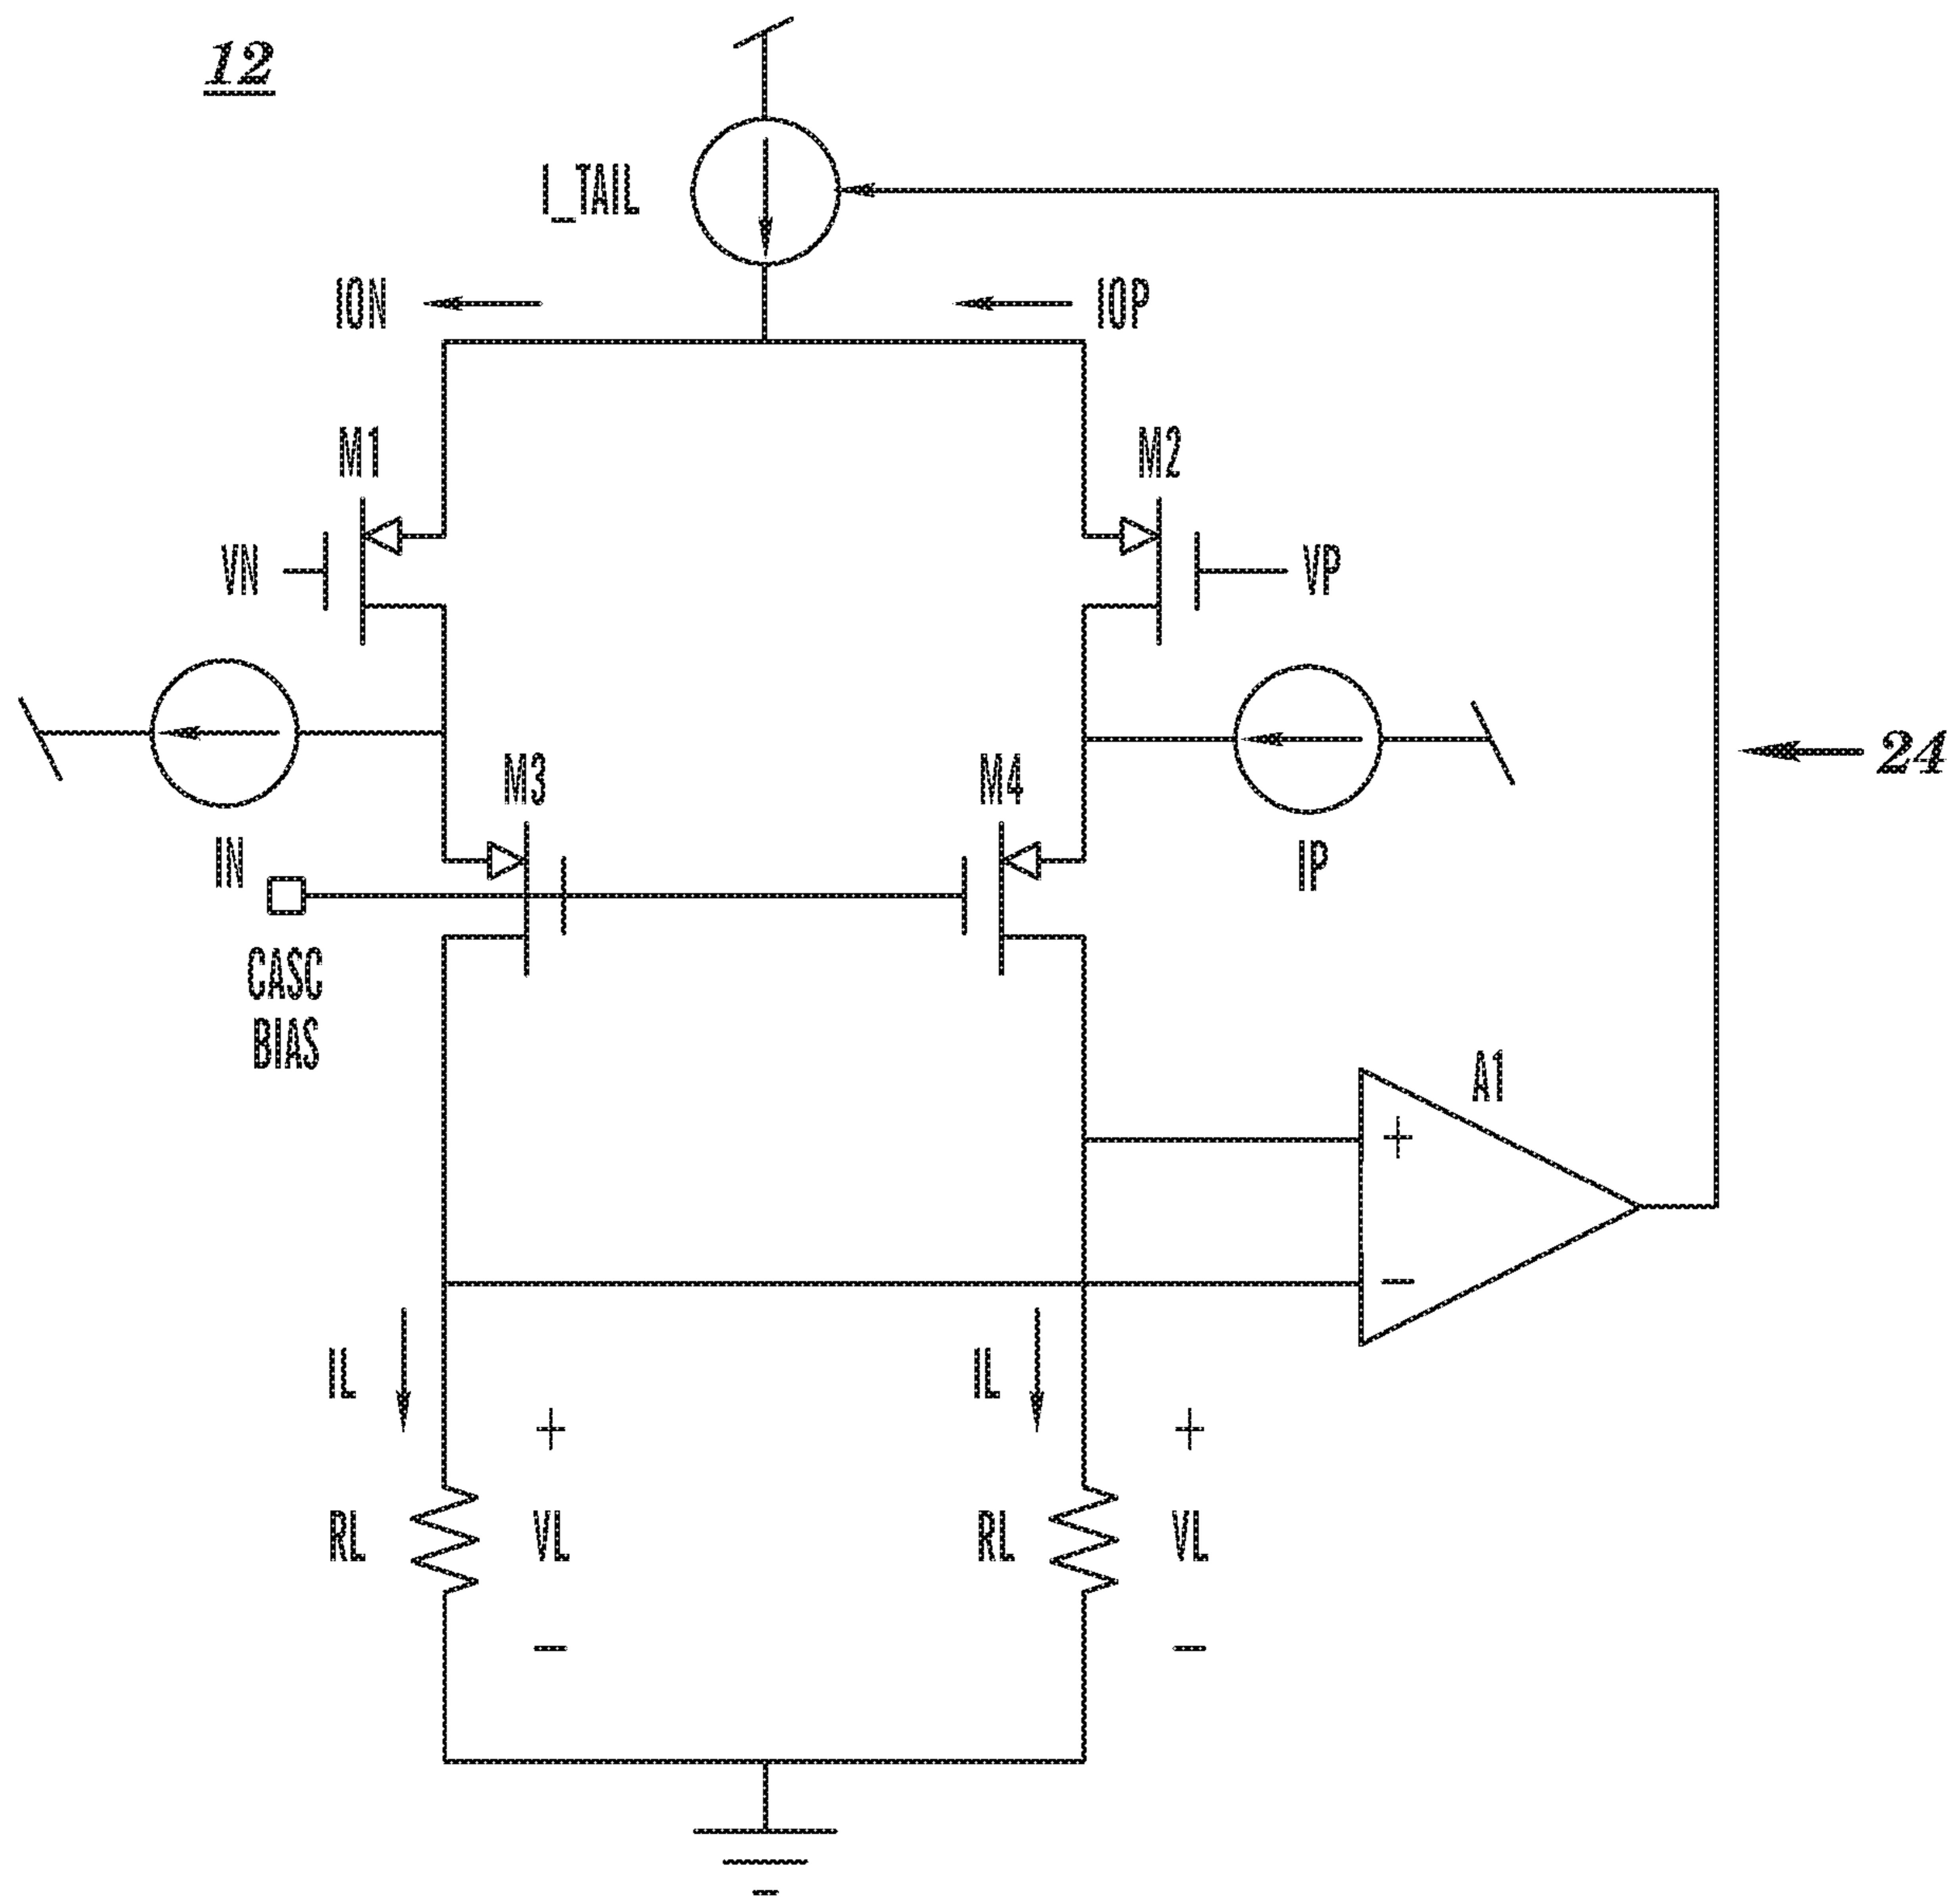 12
I_TAIL
ION
IOP
M1
M2
VN
VP
24
M3
M4
IN
IP
CASC
BIAS
A1
+
−
IL
IL
+
+
RL
VL
RL
VL
−
−